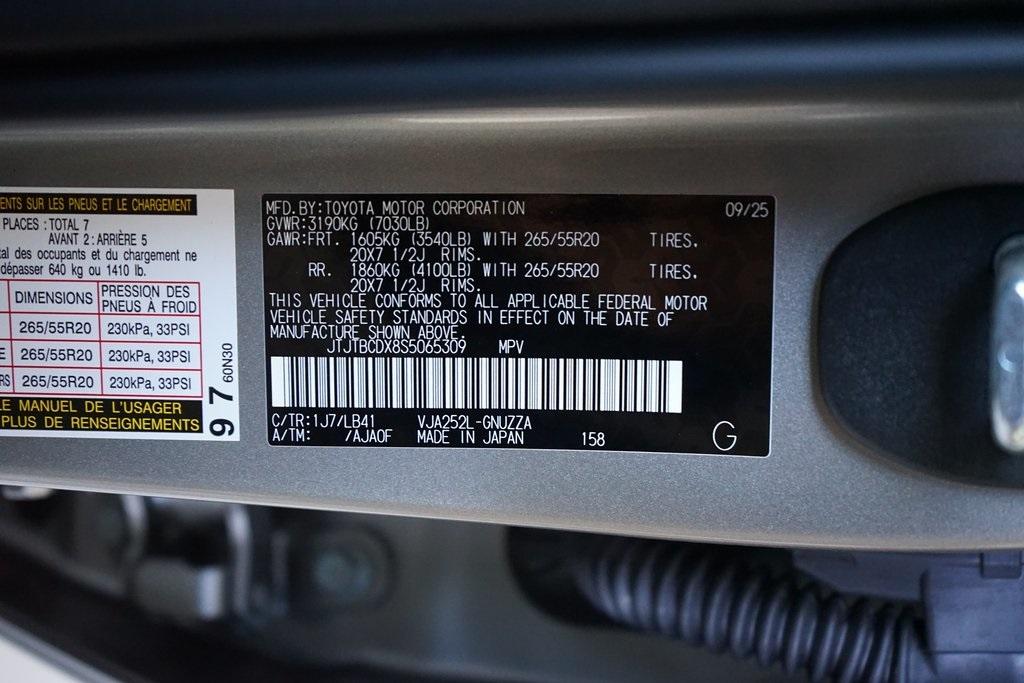 ENTS SUR LES PNEUS ET LE CHARGEMENT
PLACES : TOTAL 7
AVANT 2 : ARRIÈRE 5
tal des occupants et du chargement ne
dépasser 640 kg ou 1410 lb.
DIMENSIONS PRESSION DES PNEUS À FROID
265/55R20 230kPa, 33PSI
E 265/55R20 230kPa, 33PSI
RS 265/55R20 230kPa, 33PSI
LE MANUEL DE L'USAGER
PLUS DE RENSEIGNEMENTS
97
60N30
MFD.BY:TOYOTA MOTOR CORPORATION 09/25
GVWR:3190KG (7030LB)
GAWR:FRT. 1605KG (3540LB) WITH 265/55R20 TIRES.
20X7 1/2J RIMS.
RR. 1860KG (4100LB) WITH 265/55R20 TIRES.
20X7 1/2J RIMS.
THIS VEHICLE CONFORMS TO ALL APPLICABLE FEDERAL MOTOR
VEHICLE SAFETY STANDARDS IN EFFECT ON THE DATE OF
MANUFACTURE SHOWN ABOVE.
JTJTBCDX8S5065309 MPV
C/TR:1J7/LB41 VJA252L-GNUZZA
A/TM: /AJA0F MADE IN JAPAN 158 G